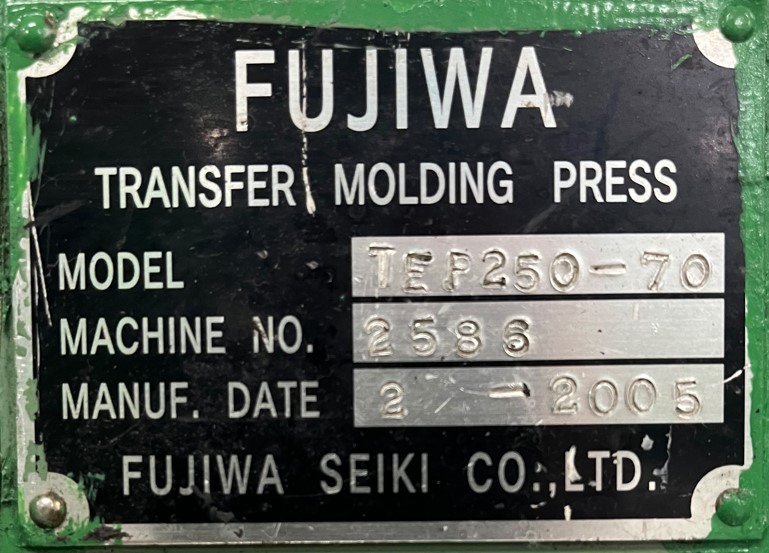 FUJIWA
TRANSFER MOLDING PRESS
MODEL TEP250-70
MACHINE NO. 2586
MANUF. DATE 2 - 2005
FUJIWA SEIKI CO.,LTD.